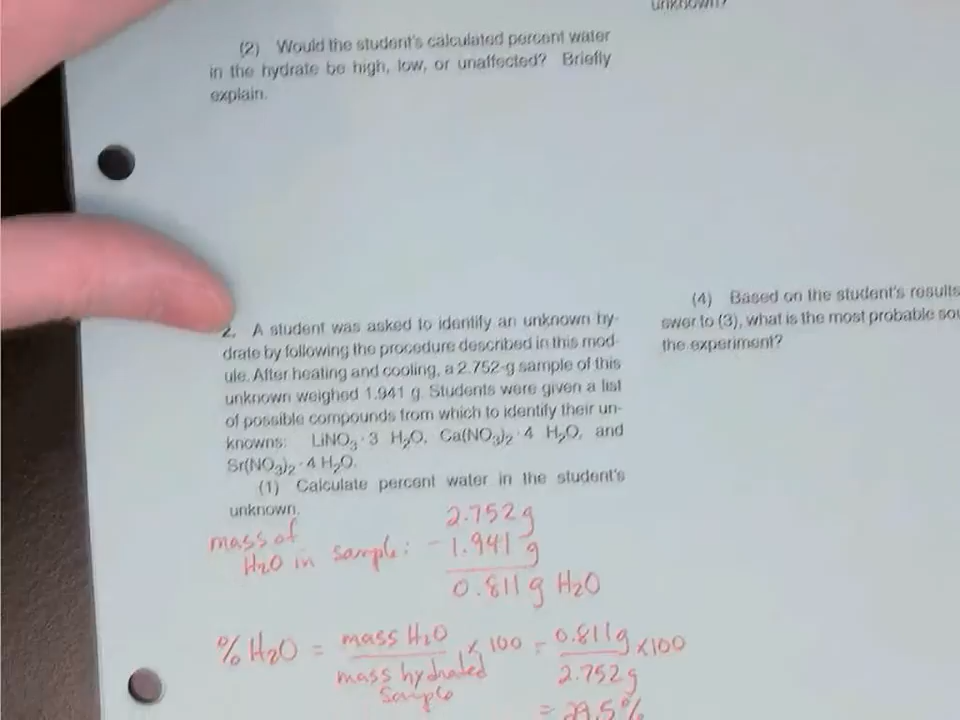 unknown?
(2) Would the student's calculated percent water
in the hydrate be high, low, or unaffected? Briefly
explain.
2. A student was asked to identify an unknown hy-
drate by following the procedure described in this mod-
ule. After heating and cooling, a 2.752-g sample of this
unknown weighed 1.941 g. Students were given a list
of possible compounds from which to identify their un-
knowns: LiNO₃·3 H₂O, Ca(NO₃)₂·4 H₂O, and
Sr(NO₃)₂·4 H₂O.
(1) Calculate percent water in the student's
unknown.
mass of
H₂O in sample:
2.752 g
- 1.941 g
0.811 g H₂O
% H₂O = mass H₂O / mass hydrated sample × 100 = 0.811g / 2.752g ×100
= 29.5%
(4) Based on the student's results
swer to (3), what is the most probable sou
the experiment?